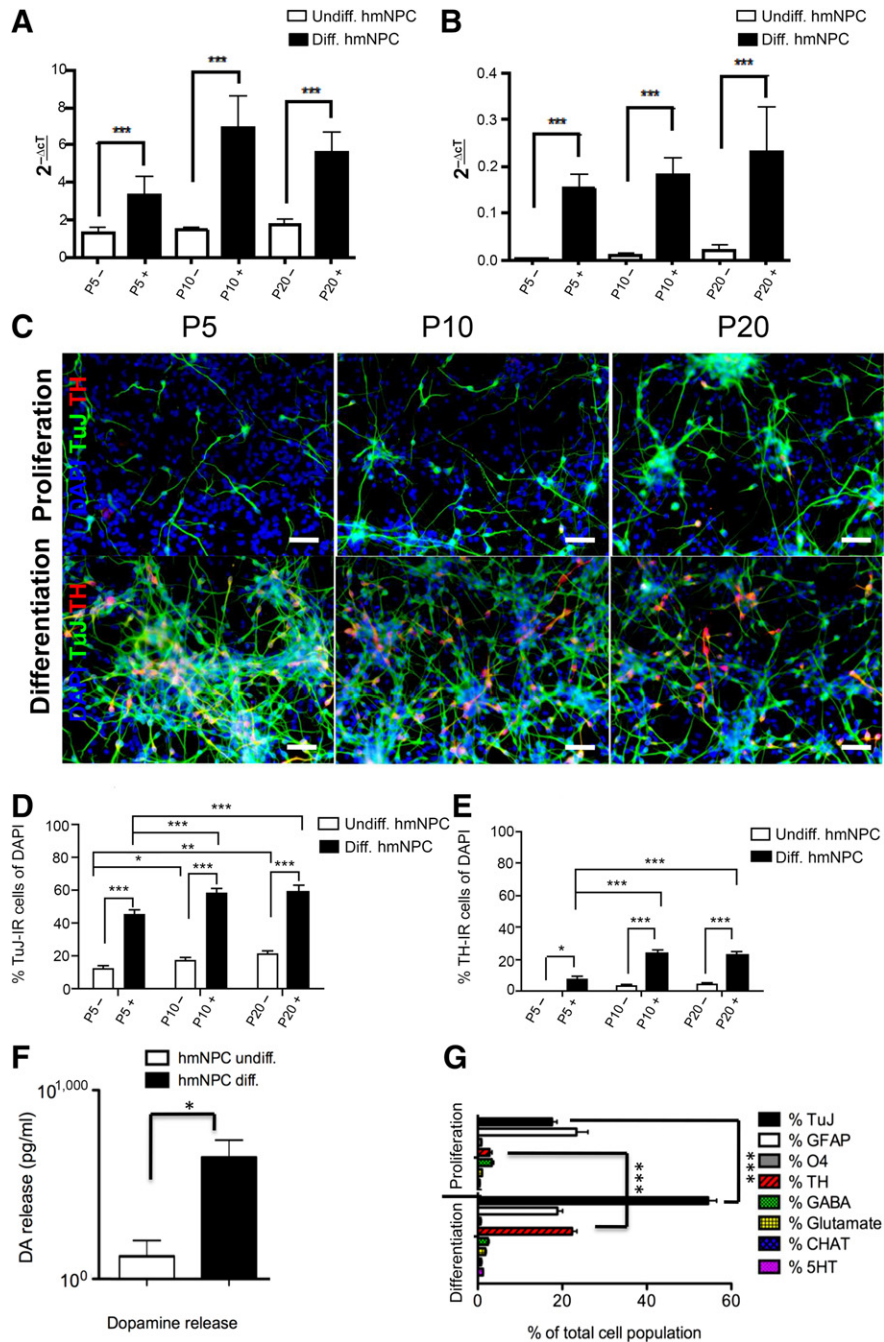 A
Undiff. hmNPC
Diff. hmNPC
2–ΔcT
10
8
6
4
2
0
***
***
***
P5 –
P5 +
P10 –
P10 +
P20 –
P20 +
B
Undiff. hmNPC
Diff. hmNPC
2–ΔcT
0.4
0.3
0.2
0.1
0.0
***
***
***
P5 –
P5 +
P10 –
P10 +
P20 –
P20 +
C
P5
P10
P20
Proliferation
DAPI TuJ TH
Differentiation
DAPI TuJ TH
D
Undiff. hmNPC
Diff. hmNPC
% TuJ-IR cells of DAPI
100
80
60
40
20
0
***
***
**
*
***
***
***
P5 –
P5 +
P10 –
P10 +
P20 –
P20 +
E
Undiff. hmNPC
Diff. hmNPC
% TH-IR cells of DAPI
100
80
60
40
20
0
***
***
*
***
***
P5 –
P5 +
P10 –
P10 +
P20 –
P20 +
F
hmNPC undiff.
hmNPC diff.
DA release (pg/ml)
101,000
100
*
Dopamine release
G
Proliferation
Differentiation
***
***
% TuJ
% GFAP
% O4
% TH
% GABA
% Glutamate
% CHAT
% 5HT
0
20
40
60
% of total cell population